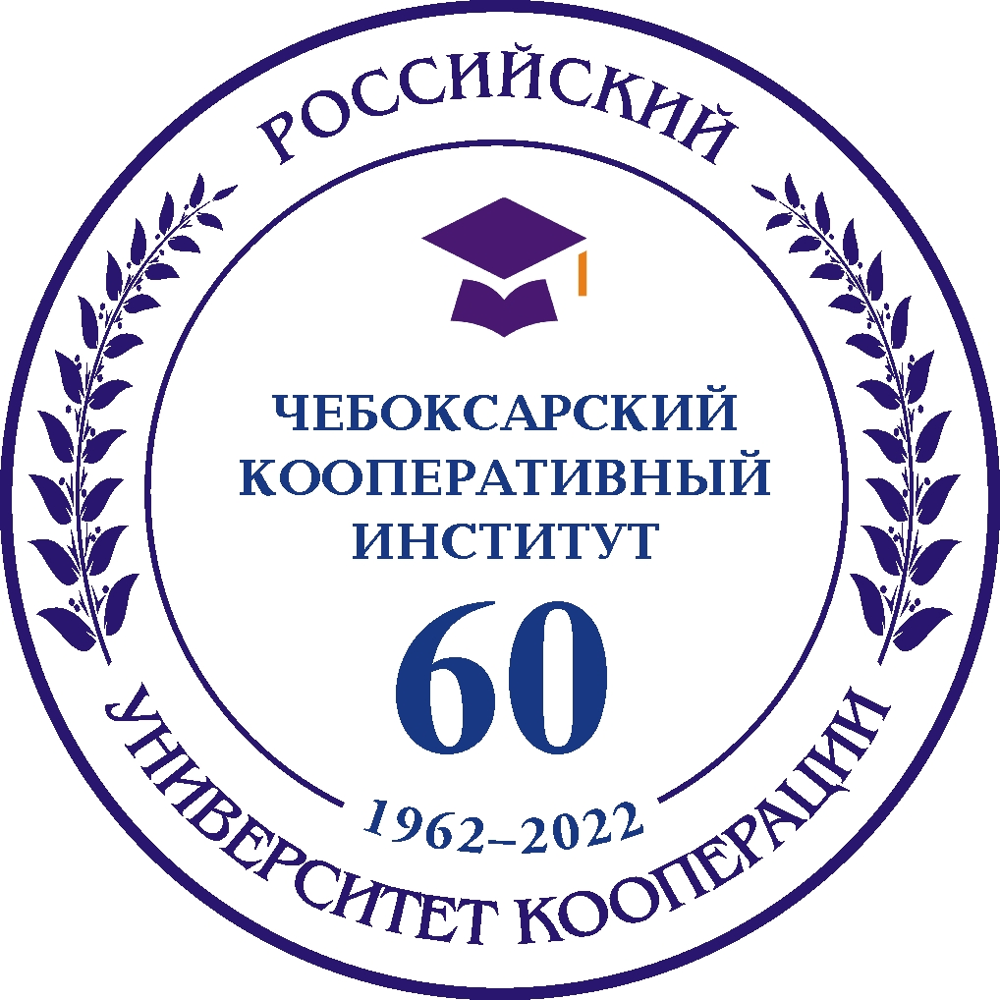 РОССИЙСКИЙ
ЧЕБОКСАРСКИЙ
КООПЕРАТИВНЫЙ
ИНСТИТУТ
60
1962–2022
УНИВЕРСИТЕТ КООПЕРАЦИИ